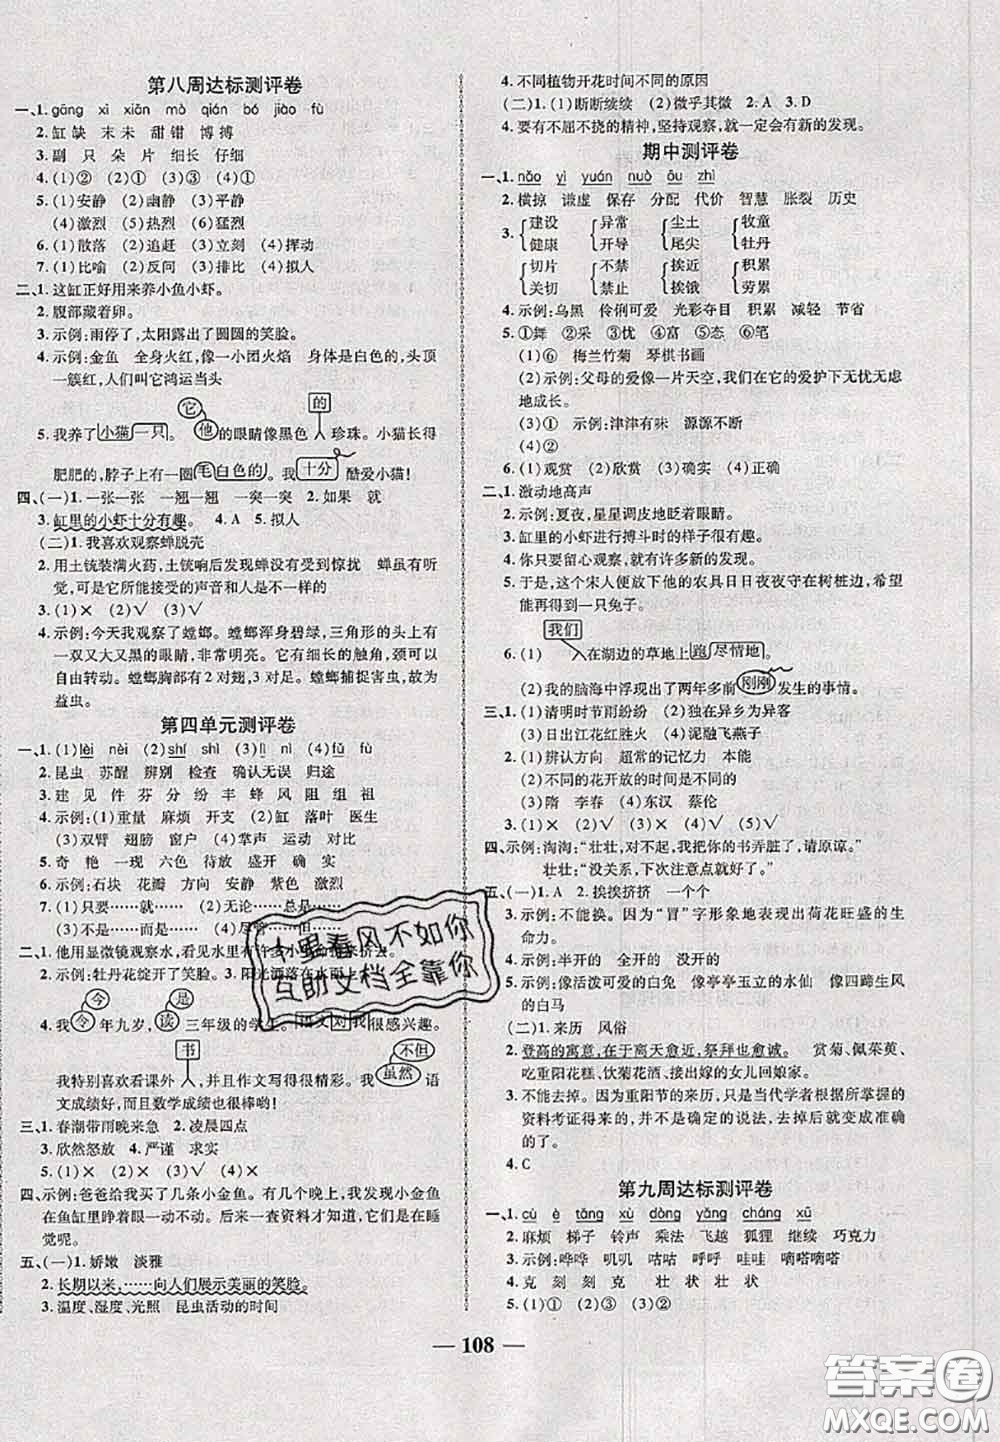 第八周达标测评卷
一、1. gāng xì xiān mò qián bó jiào fù
2. 缸 缺 末 未 甜 钳 博 搏
3. 副 只 朵 片 细长 仔细
4. (1)② (2)① (3)② (4)①
5. (1)安静 (2)幽静 (3)平静
(4)激烈 (5)热烈 (6)猛烈
6. (1)散落 (2)追赶 (3)立刻 (4)挥动
7. (1)比喻 (2)反问 (3)排比 (4)拟人
二、1. 这缸正好用来养小鱼小虾。
2. 腹部藏着卵。
3. 示例:雨停了,太阳露出了圆圆的笑脸。
4. 示例:金鱼 全身火红,像一小团火焰 身体是白色的,头顶
一簇红,人们叫它鸿运当头
它 的
5. 我养了小猫一只。他的眼睛像黑色珍珠。小猫长得
肥肥的,脖子上有一圈毛白色的。我十分酷爱小猫!
四、(一)1. 一张一张 一翘一翘 一突一突 2. 如果 就
3. 缸里的小虾十分有趣。 4. A 5. 拟人
(二)1. 我喜欢观察蝉脱壳
2. 用土铳装满火药,土铳响后发现蝉没有受影响 蝉虽有听
觉,可是它所能接受的声音和人是不一样的
3. (1)× (2)√ (3)√
4. 示例:今天我观察了螳螂。螳螂浑身碧绿,三角形的头上有
一双又大又黑的眼睛,非常明亮。它有细长的触角,颈可以
自由转动。螳螂胸部有2对翅,3对足。螳螂捕捉害虫,故为
益虫。
第四单元测评卷
一、1. (1)lèi nèi (2)shí shì (3)lì nì (4)fú fù
2. 昆虫 苏醒 辨别 检查 确认无误 归途
3. 建 见 件 芬 分 纷 丰 蜂 风 阻 组 祖
4. 示例:(1)重量 麻烦 开支 (2)缸 落叶 医生
(3)双臂 翅膀 窗户 (4)掌声 运动 对比
5. 奇 艳 一现 六色 待放 盛开 确 实
6. 示例:石块 花瓣 方向 安静 紫色 激烈
7. (1)只要……就…… (2)无论……总是……
(3)不是……而是…… (4)尽管……
二、1. 他用显微镜观察水,看见水里有许多小 来挤去。
2. 示例:牡丹花绽开了笑脸。 3. 阳光洒落在水面上。
令 是
4. 我今年九岁,读三年级的学生。语文对我很感兴趣。
书 不但
我特别喜欢看课外,并且作文写得很精彩。我虽然语
文成绩好,而且数学成绩也很好哦!
三、1. 春潮带雨晚来急 2. 凌晨四点
3. 欣然怒放 4. 严谨 求实
5. (1)× (2)√ (3)√ (4)×
四、示例:爸爸给我买了几条小金鱼。有几个晚上,我发现小金鱼
在鱼缸里睁着眼一动不动。后来一查资料才知道,它们是在睡
觉呢。
五、(一)1. 娇嫩 淡雅
2. 长期以来,……向人们展示美丽的笑脸。
3. 温度、湿度、光照 昆虫活动的时间
4. 不同植物开花时间不同的原因
(二)1. (1)断断续续 (2)微乎其微 2. A 3. D
4. 要有不屈不挠的精神,坚持观察,就一定会有新的发现。
期中测评卷
一、1. nǎo yì yuán nuò ǒu zhì
2. 横掠 谦虚 保存 分配 代价 智慧 胀裂 历史
3. 建设 健康 异常 开导 尘土 尾尖 牧童 牡丹
切片 关切 不禁 禁止 挨近 挨饿 积累 劳累
4. 示例:乌黑 伶俐可爱 光彩夺目 积累 减轻 节省
5. ①舞 ②采 ③忧 ④富 ⑤富 ⑥笔
(1)⑥ 梅兰竹菊 琴棋书画
(2)示例:父母的爱像一片天空,我在他们的爱护下无忧无虑
地成长。
(3)① 示例:津津有味 源源不断
(4)②
6. (1)观赏 (2)欣赏 (3)确实 (4)正确
二、1. 激动地高声
2. 示例:夏夜,星星调皮地眨着眼睛。
3. 缸里的小虾进行搏斗时的样子很有趣。
4. 你只要留心观察,就有许多新的发现。
5. 于是,这个宋人便放下他的农具日日夜夜守在树桩边,希望
能再得到一只兔子。
我们
6. (1)在湖边的草地上跑尽情地。
(2)我的脑海中浮现出了两年多前刚刚发生的事情。
三、1. (1)清明时节雨纷纷 (2)独在异乡为异客
(3)日出江花红胜火 (4)泥融飞燕子
2. (1)辨认方向 超常的记忆力 本能
(2)不同的花开放的时间是不同的
(3)隋 李春 (4)东汉 蔡伦
3. (1)√ (2)× (3)√ (4)√
四、示例:淘淘:“壮壮,对不起,我把你的书弄脏了,请原谅。”
壮壮:“没关系,下次注意点就好了。”
五、(一)1. A 2. 挨挨挤挤 一个个
3. 示例:不能换。因为“冒”字形象地表现出荷花旺盛的生
命力。
4. 示例:半开的 全开的 没开的
5. 示例:像活泼可爱的兔子 像亭亭玉立的水仙 像四蹄生风
的白马
(二)1. 来历 风俗
2. 登高的寓意,在于离天愈近,祭拜也愈诚。 赏菊、佩茱萸、
吃重阳花糕、饮菊花酒、接出嫁的女儿回娘家。
3. 不能去掉。因为重阳节的起源,只是当代学者根据所掌握的
资料考证得来的,并不是确定的说法,去掉后就变成准确
的了。
4. C
第九周达标测评卷
一、1. cù è tǎng xù dòng yǎng cháng xū
2. 麻烦 梯子 铃声 乘法 飞越 狐狸 继续 巧克力
3. 示例:哗哗 叽叽 咕咕 呼呼 哇哇 嘀嗒嘀嗒
4. 克 刻 刻 克 壮 状 壮 状
5. (1)① (2)③ (3)②
108
十里春风不如你
互助文档全靠你
答案圈
MXQE.COM